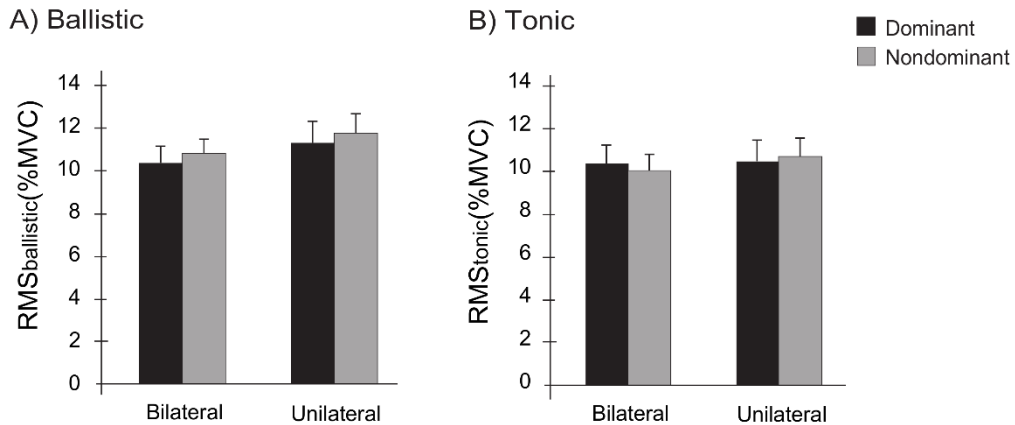 A) Ballistic
B) Tonic
Dominant
Nondominant
RMSballistic(%MVC)
14
12
10
8
6
4
2
0
Bilateral
Unilateral
RMStonic(%MVC)
14
12
10
8
6
4
2
0
Bilateral
Unilateral